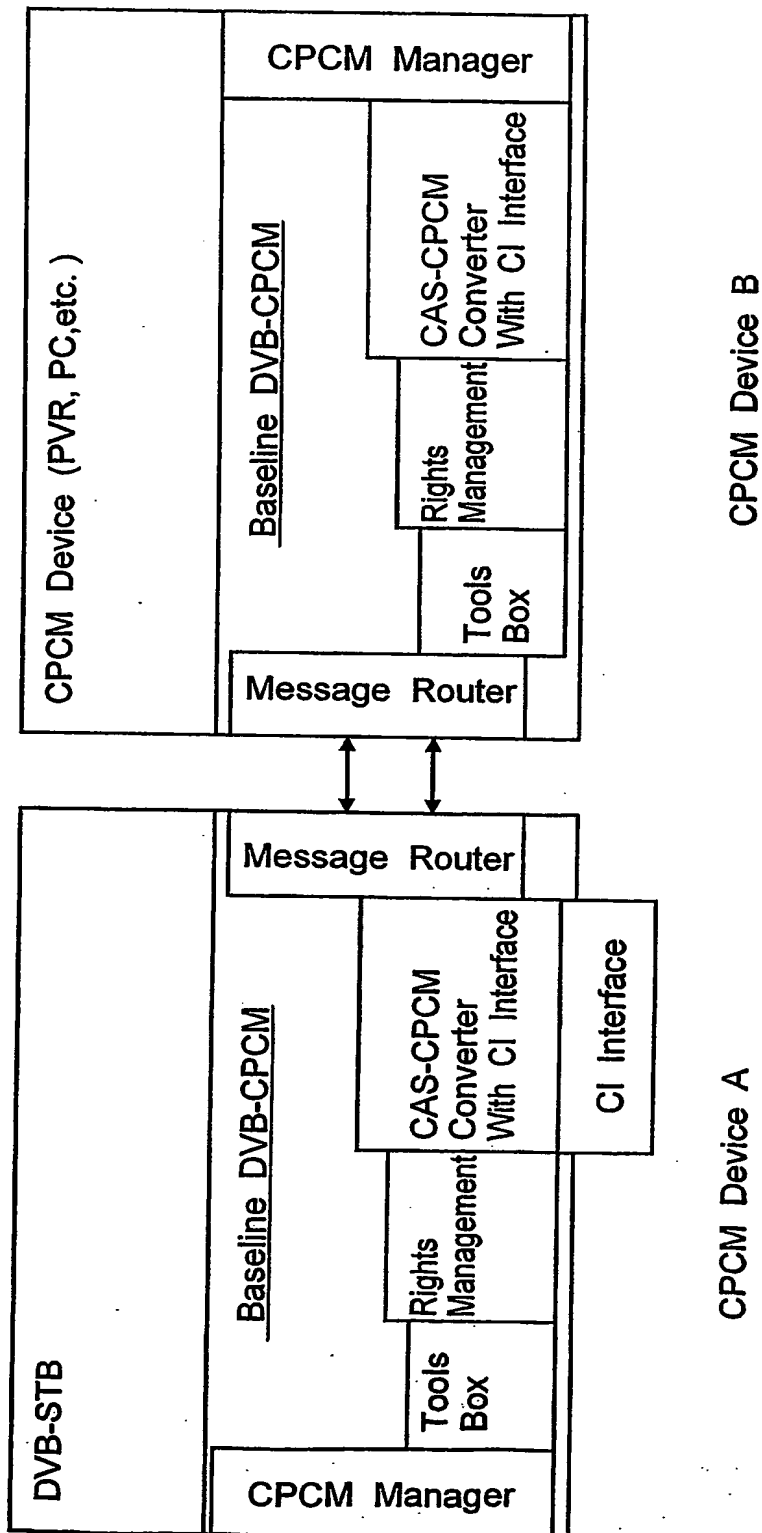 DVB-STB
CPCM Manager
Baseline DVB-CPCM
Tools
Box
Rights
Management
CAS-CPCM
Converter
With CI Interface
Message Router
CI Interface
CPCM Device A
CPCM Device (PVR, PC,etc. )
Message Router
Baseline DVB-CPCM
Tools
Box
Rights
Management
CAS-CPCM
Converter
With CI Interface
CPCM Manager
CPCM Device B